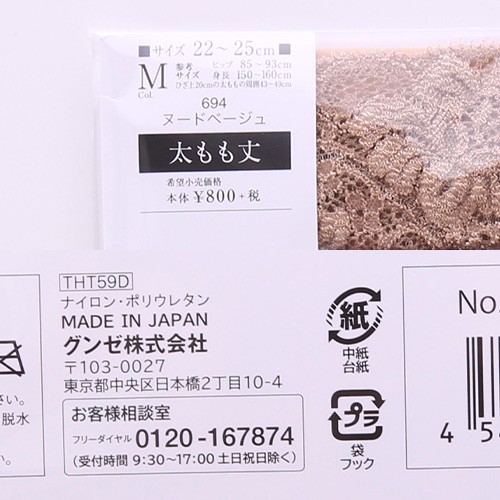 ■サイズ 22〜25cm
M 参考サイズ ヒップ 85〜93cm
身長 150〜160cm
Col.
694
ヌードベージュ
太もも丈
希望小売価格
本体 ¥800+税
THT59D
ナイロン・ポリウレタン
MADE IN JAPAN
グンゼ株式会社
〒103-0027
東京都中央区日本橋2丁目10-4
お客様相談室
フリーダイヤル 0120-167874
(受付時間 9:30〜17:00 土日祝日除く)
さい。
脱水
い。
紙
中紙
台紙
プラ
袋
フック
No.
4 54